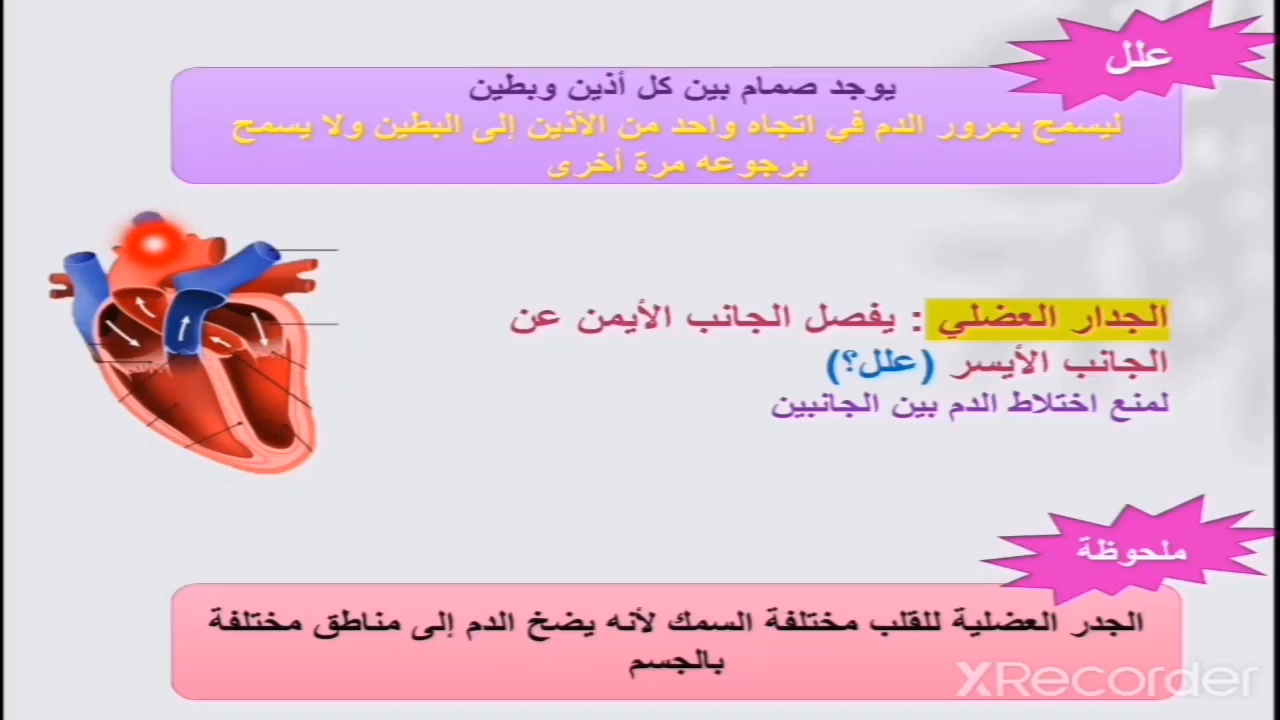 علل
يوجد صمام بين كل أذين وبطين
ليسمح بمرور الدم في اتجاه واحد من الأذين إلى البطين ولا يسمح
برجوعه مرة أخرى
الجدار العضلي : يفصل الجانب الأيمن عن
الجانب الأيسر (علل؟)
لمنع اختلاط الدم بين الجانبين
ملحوظة
الجدر العضلية للقلب مختلفة السمك لأنه يضخ الدم إلى مناطق مختلفة
بالجسم
XRecorder